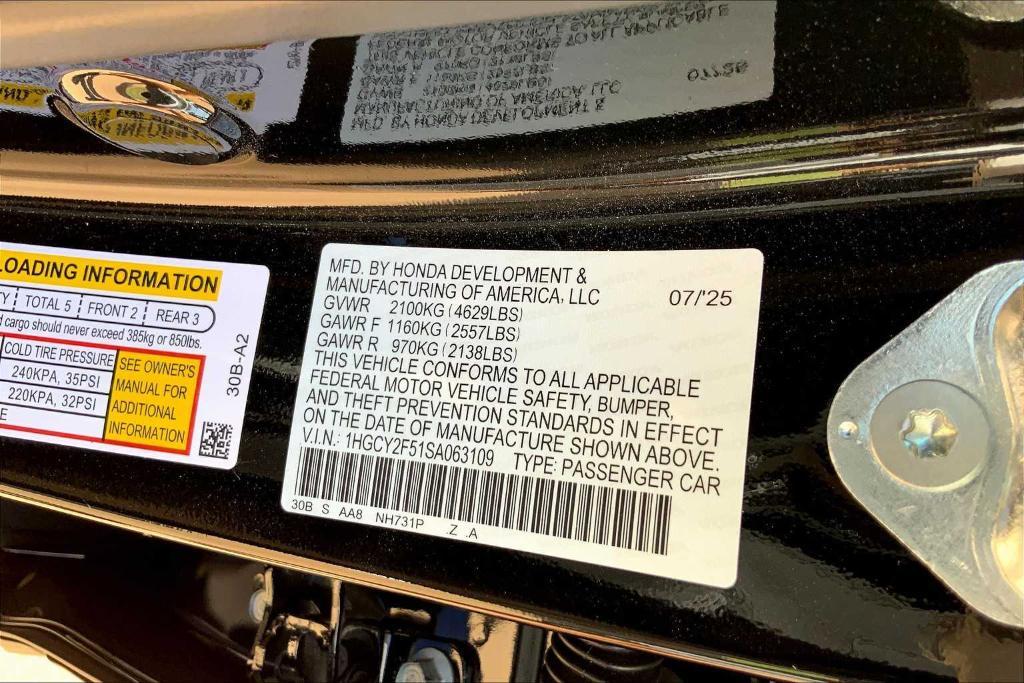 LOADING INFORMATION
TOTAL 5 FRONT 2 REAR 3
cargo should never exceed 385kg or 850lbs.
COLD TIRE PRESSURE
240KPA, 35PSI
220KPA, 32PSI
SEE OWNER'S
MANUAL FOR
ADDITIONAL
INFORMATION
30B-A2
MFD. BY HONDA DEVELOPMENT &
MANUFACTURING OF AMERICA, LLC 07/'25
GVWR 2100KG (4629LBS)
GAWR F 1160KG (2557LBS)
GAWR R 970KG (2138LBS)
THIS VEHICLE CONFORMS TO ALL APPLICABLE
FEDERAL MOTOR VEHICLE SAFETY, BUMPER,
AND THEFT PREVENTION STANDARDS IN EFFECT
ON THE DATE OF MANUFACTURE SHOWN ABOVE.
V.I.N.: 1HGCY2F51SA063109 TYPE: PASSENGER CAR
30B S AA8 NH731P .Z .A